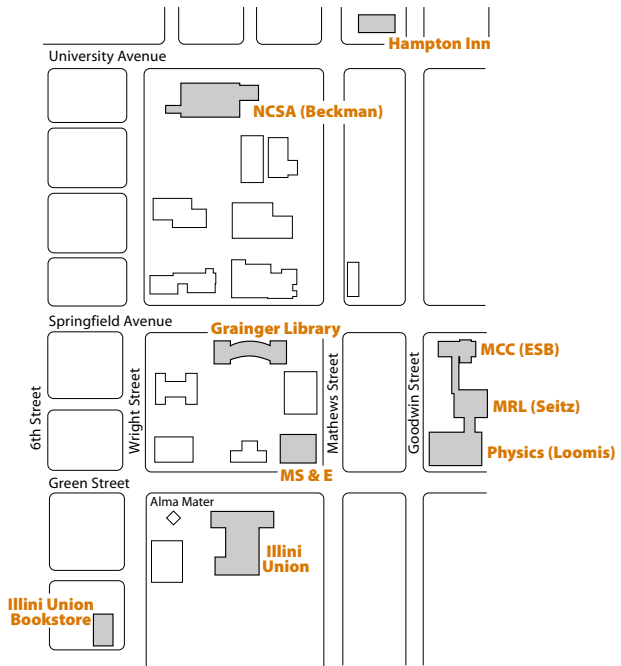 Hampton Inn
University Avenue
NCSA (Beckman)
Springfield Avenue
Grainger Library
MCC (ESB)
6th Street
Wright Street
Mathews Street
Goodwin Street
MRL (Seitz)
Physics (Loomis)
MS & E
Green Street
Alma Mater
Illini
Union
Illini Union
Bookstore